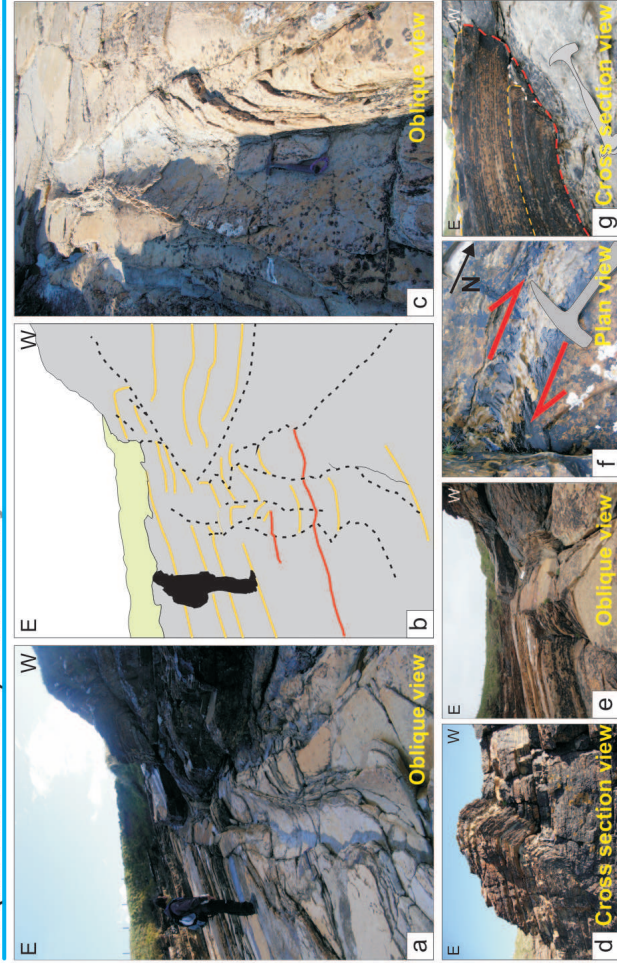 E W
a Oblique view
E W
b
c Oblique view
E W
d Cross section view
E W
e Oblique view
N
f Plan view
E W
g Cross section view